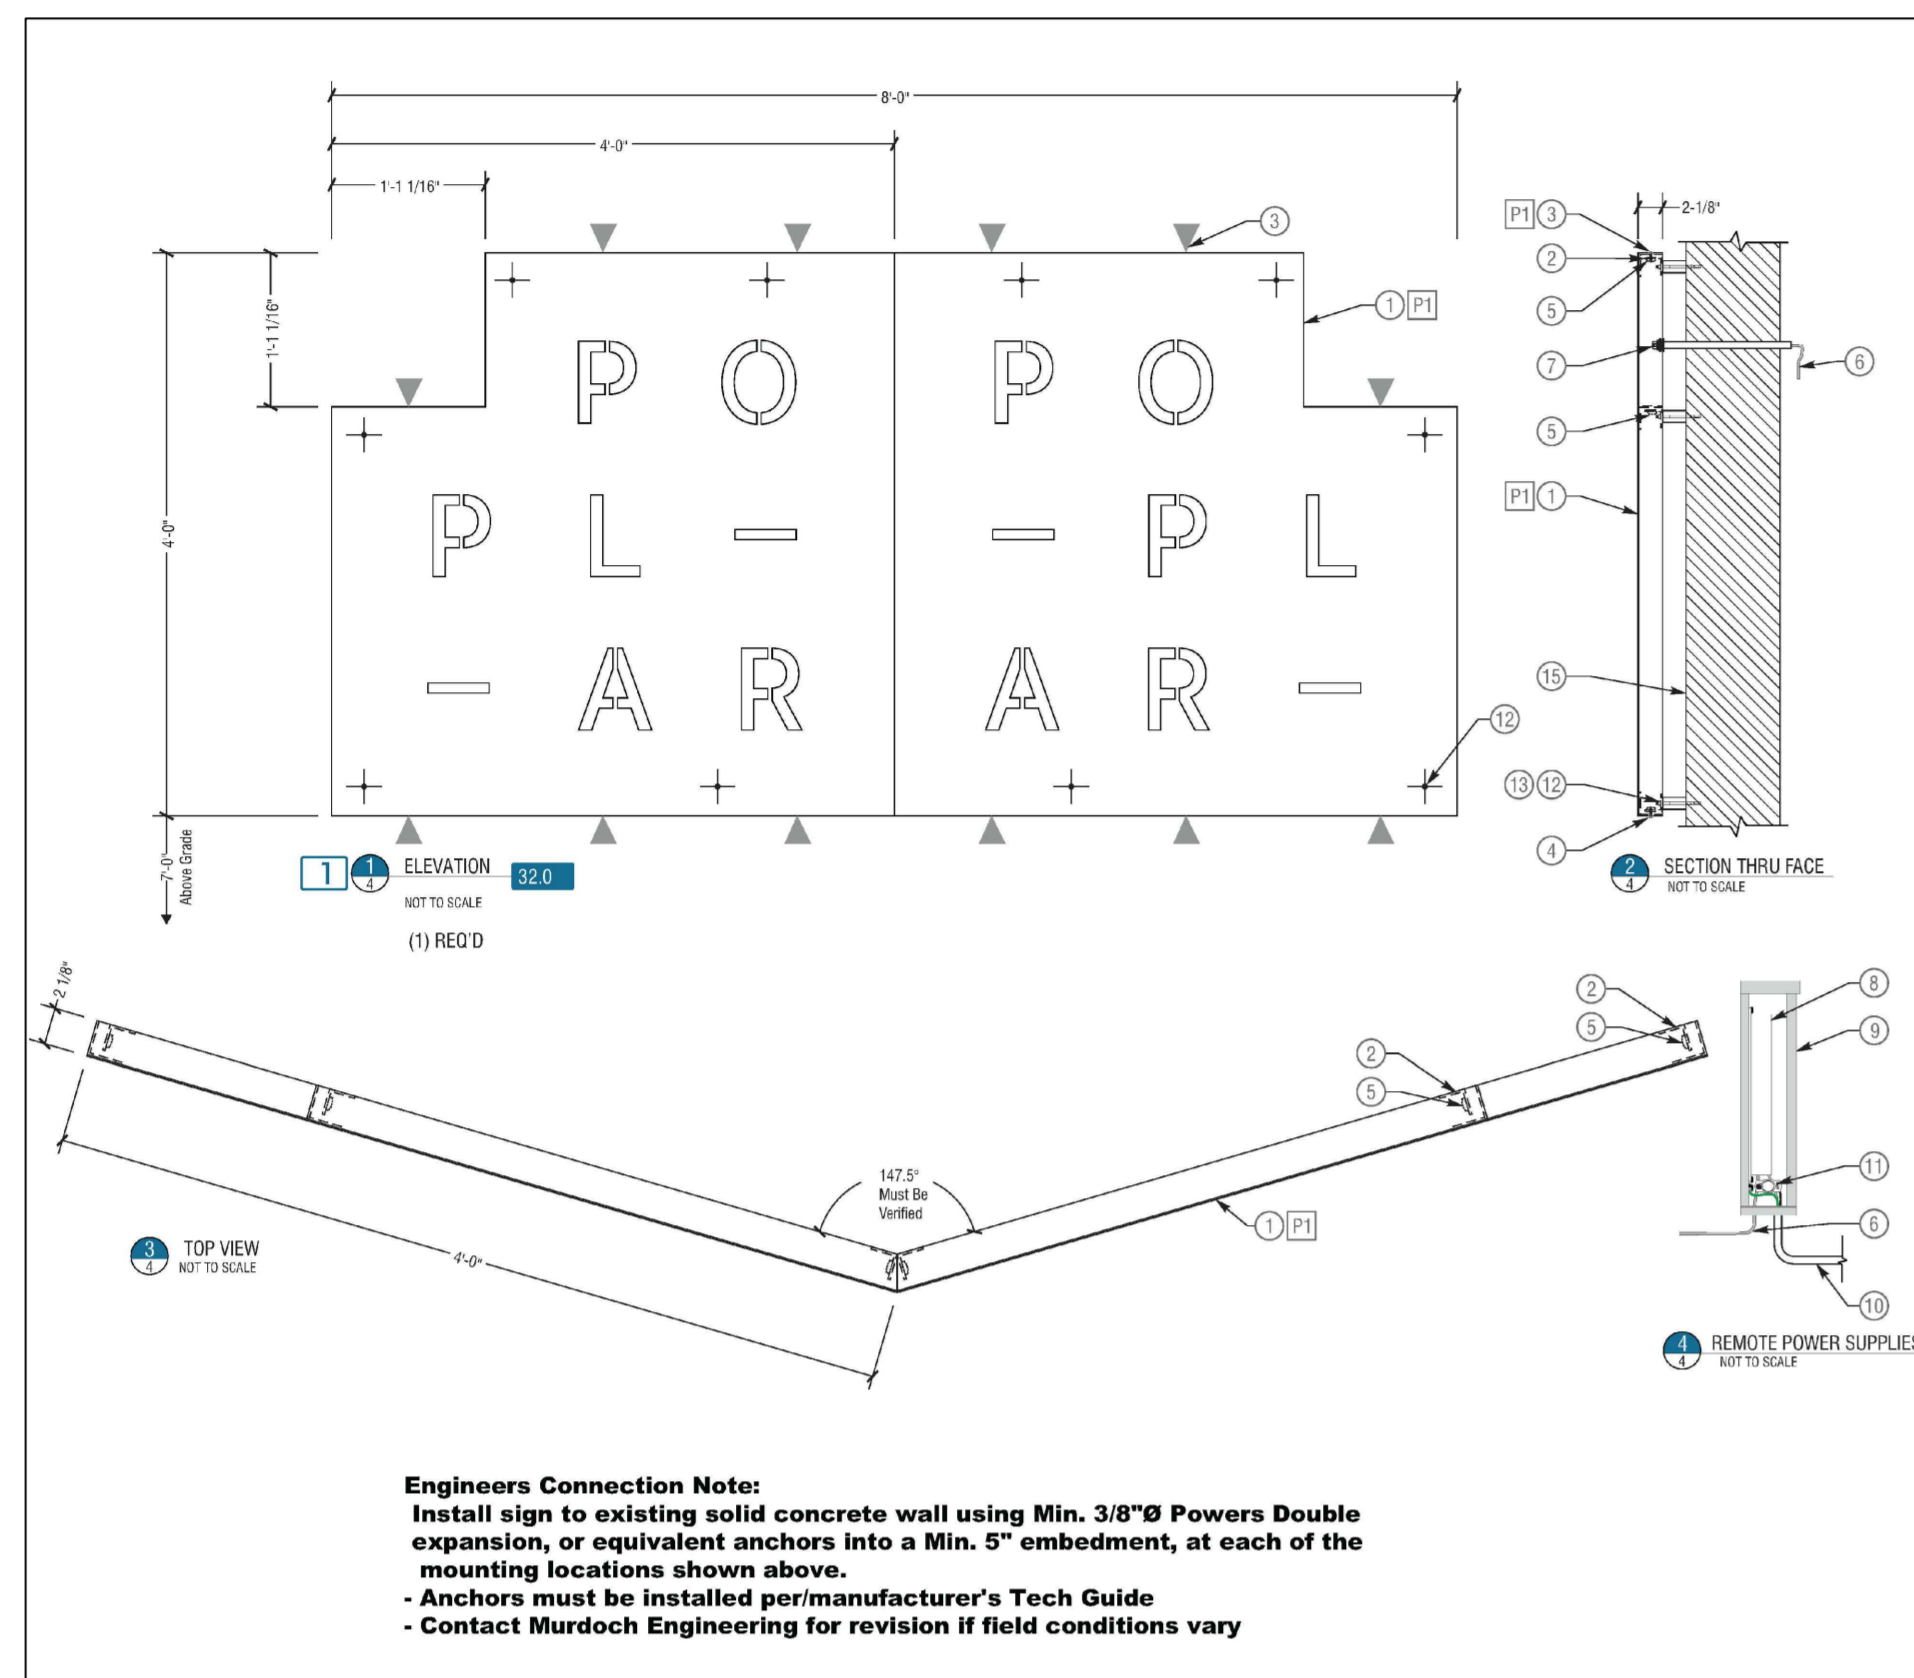 8'-0"
4'-0"
1'-1 1/16"
3
1'-1 1/16"
4'-0"
7'-0"
Above Grade
1 P1
P O P O
P L - - P L
- A R A R -
12
1
1
4
ELEVATION
32.0
NOT TO SCALE
(1) REQ'D
2-1/8"
P1 3
2
5
7
6
5
P1 1
15
13 12
4
2
4
SECTION THRU FACE
NOT TO SCALE
2 1/8"
2
5
2
5
147.5°
Must Be
Verified
1 P1
4'-0"
3
4
TOP VIEW
NOT TO SCALE
8
9
11
6
10
4
4
REMOTE POWER SUPPLIES
NOT TO SCALE
Engineers Connection Note:
Install sign to existing solid concrete wall using Min. 3/8"Ø Powers Double
expansion, or equivalent anchors into a Min. 5" embedment, at each of the
mounting locations shown above.
- Anchors must be installed per/manufacturer's Tech Guide
- Contact Murdoch Engineering for revision if field conditions vary